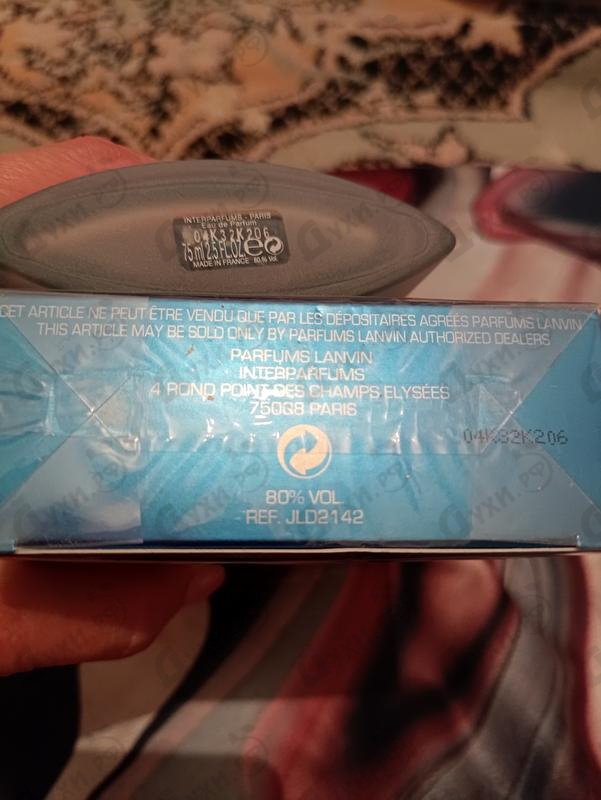 INTERPARFUMS - PARIS
Eau de Parfum
04K32K206
75 ml 2.5 FL.OZ
MADE IN FRANCE 80% Vol.
CET ARTICLE NE PEUT ÊTRE VENDU QUE PAR LES DÉPOSITAIRES AGRÉÉS PARFUMS LANVIN
THIS ARTICLE MAY BE SOLD ONLY BY PARFUMS LANVIN AUTHORIZED DEALERS
PARFUMS LANVIN
INTERPARFUMS
4 ROND POINT DES CHAMPS ELYSÉES
75008 PARIS
04K32K206
80% VOL.
REF. JLD2142